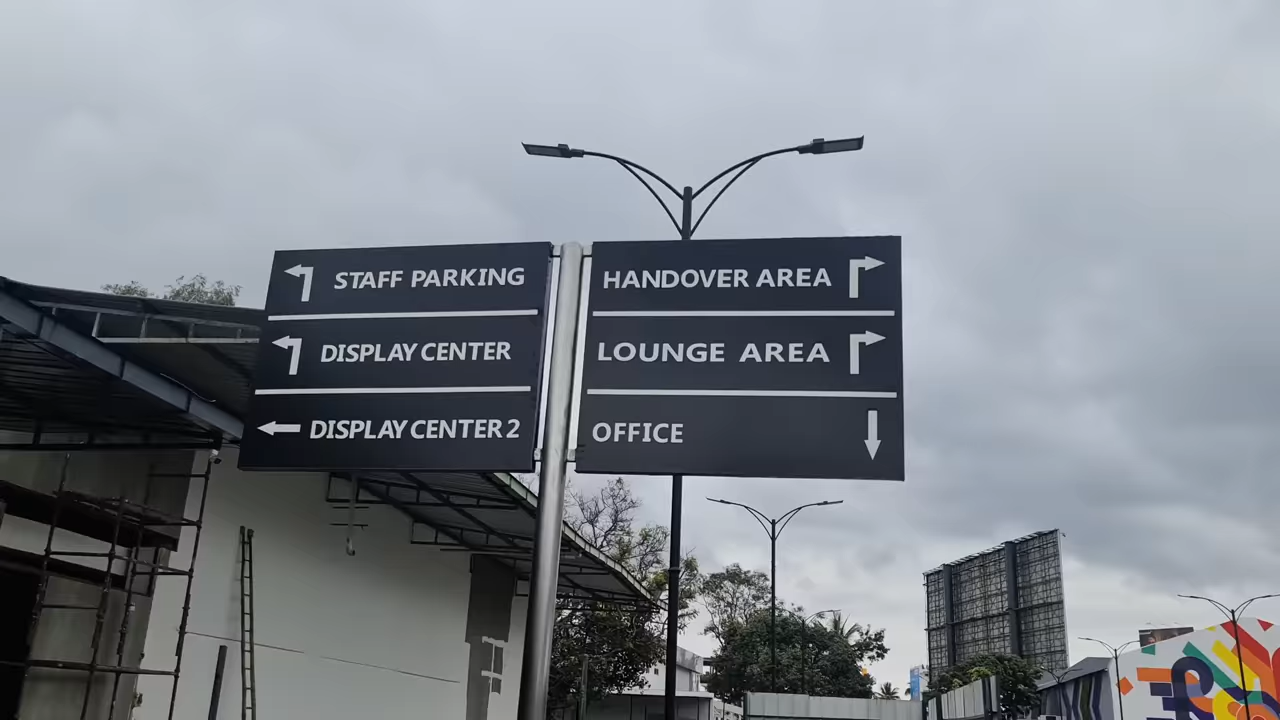 STAFF PARKING
DISPLAY CENTER
DISPLAY CENTER 2
HANDOVER AREA
LOUNGE AREA
OFFICE